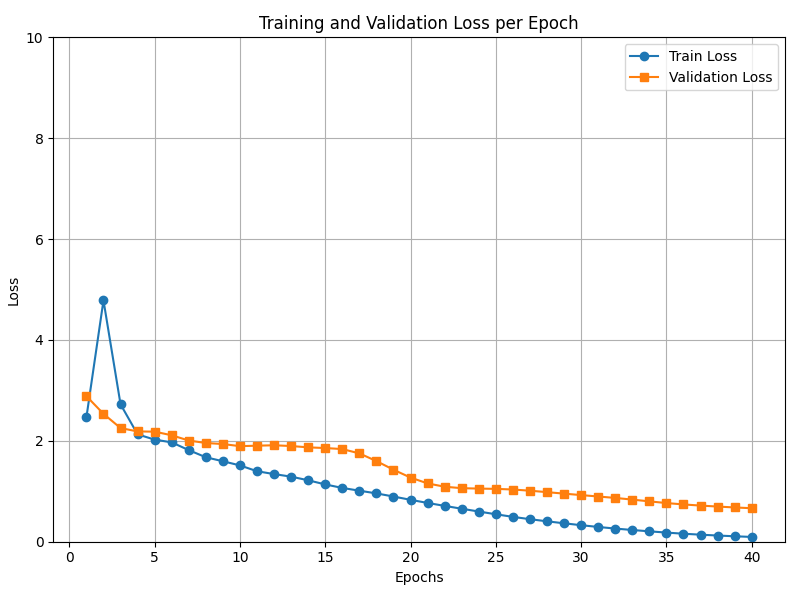 Training and Validation Loss per Epoch
10
8
6
4
2
0
Loss
Train Loss
Validation Loss
0 5 10 15 20 25 30 35 40
Epochs